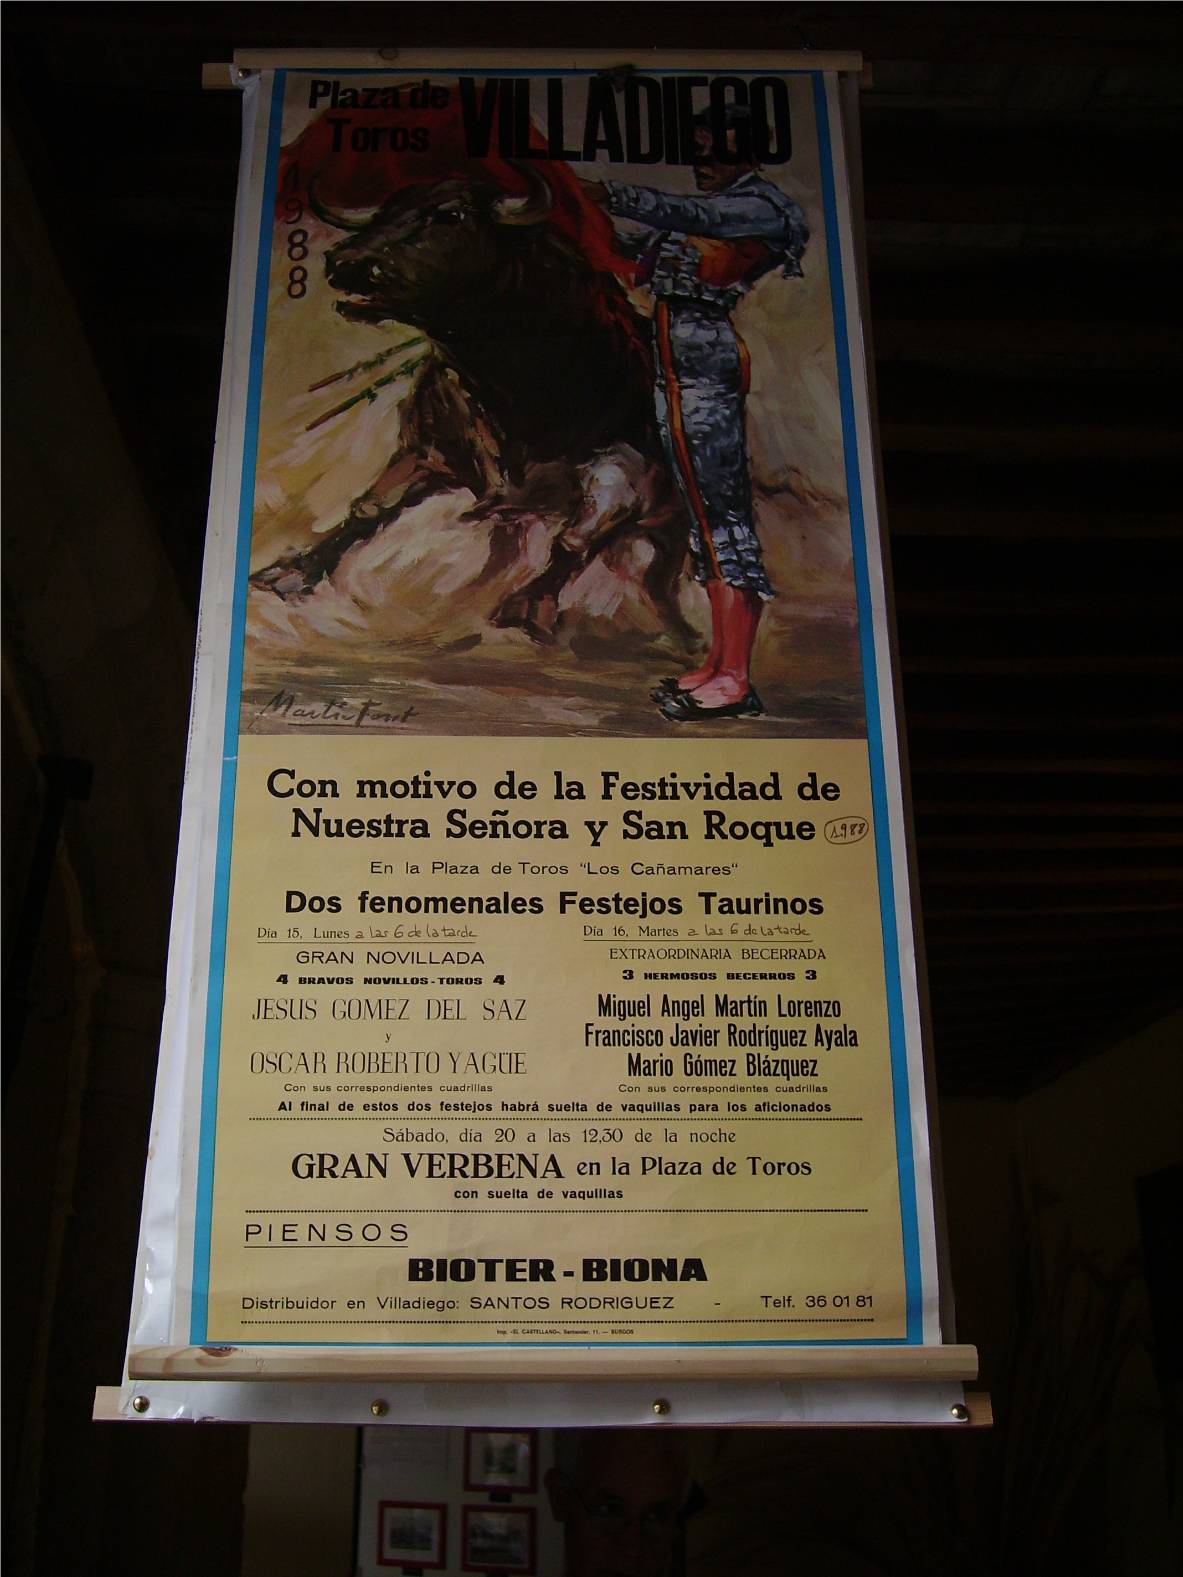 Plaza de Toros VILLADIEGO
1988
Martin Font
Con motivo de la Festividad de
Nuestra Señora y San Roque 1988
En la Plaza de Toros "Los Cañamares"
Dos fenomenales Festejos Taurinos
Día 15, Lunes a las 6 de la tarde
GRAN NOVILLADA
4 BRAVOS NOVILLOS-TOROS 4
JESUS GOMEZ DEL SAZ
y
OSCAR ROBERTO YAGÜE
Con sus correspondientes cuadrillas
Día 16, Martes a las 6 de la tarde
EXTRAORDINARIA BECERRADA
3 HERMOSOS BECERROS 3
Miguel Angel Martín Lorenzo
Francisco Javier Rodríguez Ayala
Mario Gómez Blázquez
Con sus correspondientes cuadrillas
Al final de estos dos festejos habrá suelta de vaquillas para los aficionados
Sábado, día 20 a las 12,30 de la noche
GRAN VERBENA en la Plaza de Toros
con suelta de vaquillas
PIENSOS
BIOTER - BIONA
Distribuidor en Villadiego: SANTOS RODRIGUEZ - Telf. 36 01 81
Imp. «EL CASTELLANO», Santander, 11. — BURGOS